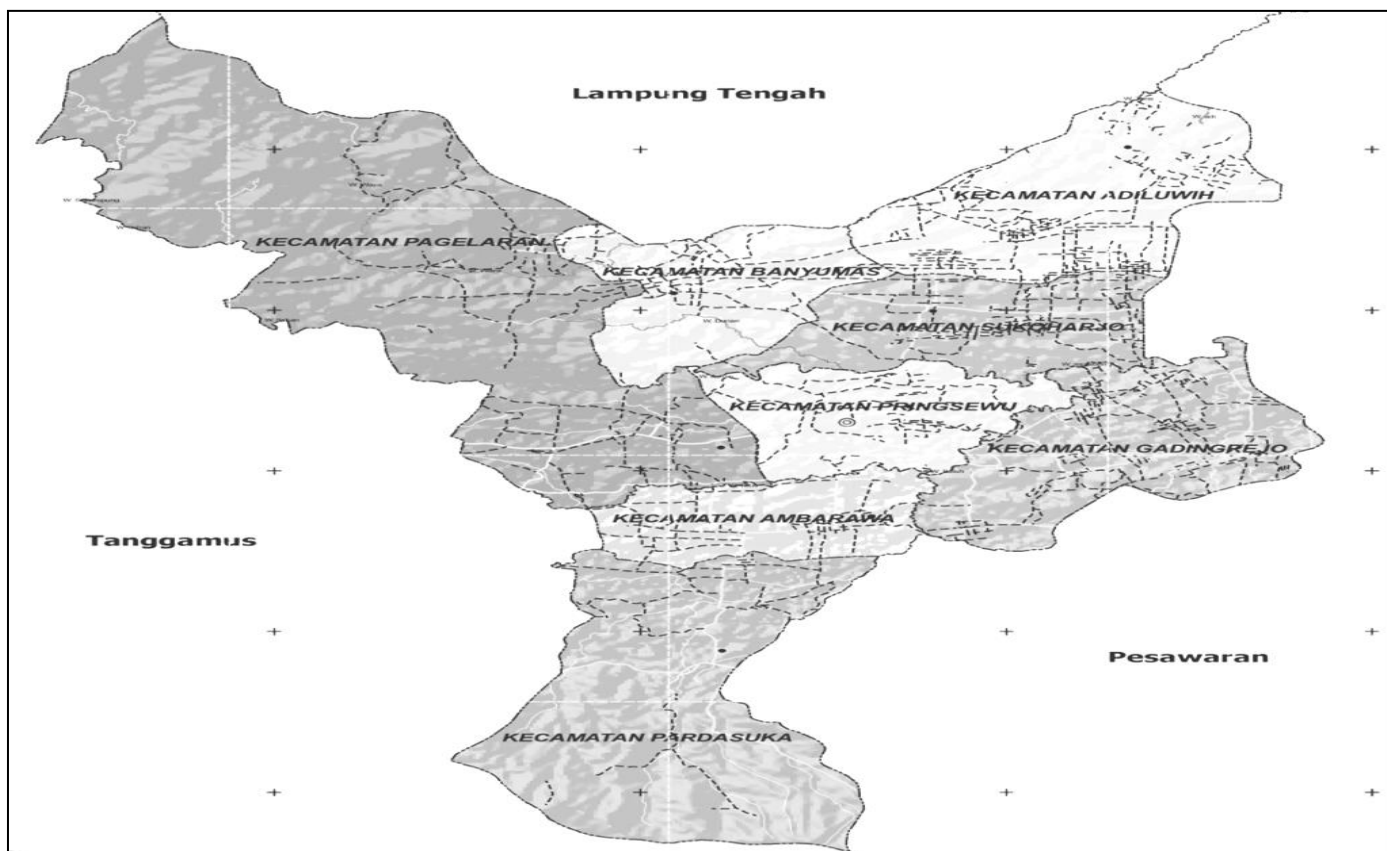 Lampung Tengah
KECAMATAN ADILUWIH
KECAMATAN PAGELARAN
KECAMATAN BANYUMAS
KECAMATAN SUKOHARJO
KECAMATAN PRINGSEWU
KECAMATAN GADINGREJO
KECAMATAN AMBARAWA
Tanggamus
Pesawaran
KECAMATAN PARDASUKA